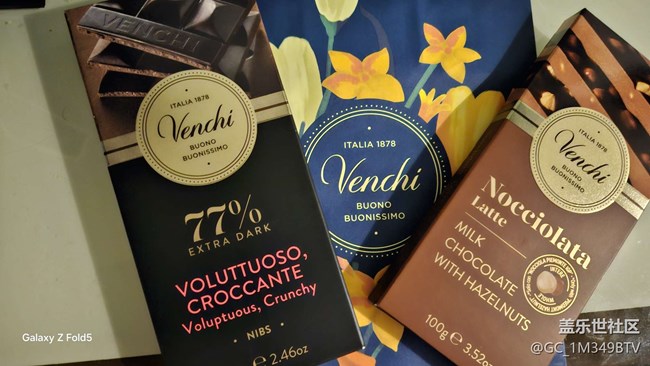 VENCHI
ITALIA 1878
Venchi
BUONO
BUONISSIMO
77%
EXTRA DARK
VOLUTTUOSO,
CROCCANTE
Voluptuous, Crunchy
• NIBS •
℮ 2.46oz
ITALIA 1878
Venchi
BUONO
BUONISSIMO
ITALIA 1878
Venchi
BUONO
BUONISSIMO
Nocciolata
Latte
MILK
CHOCOLATE
WITH HAZELNUTS
100g ℮ 3.52oz
Galaxy Z Fold5
盖乐世社区
@GC_1M349BTV